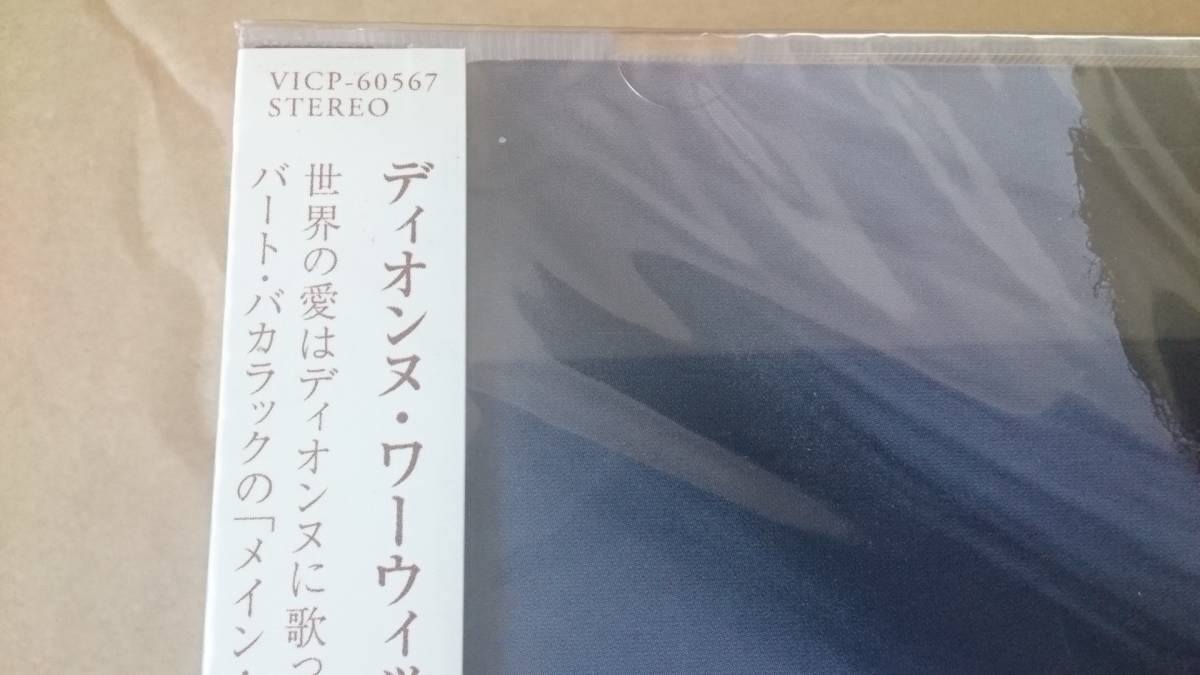 VICP-60567
STEREO
ディオンヌ・ワーウィッ
世界の愛はディオンヌに歌っ
バート・バカラックの「メイン・